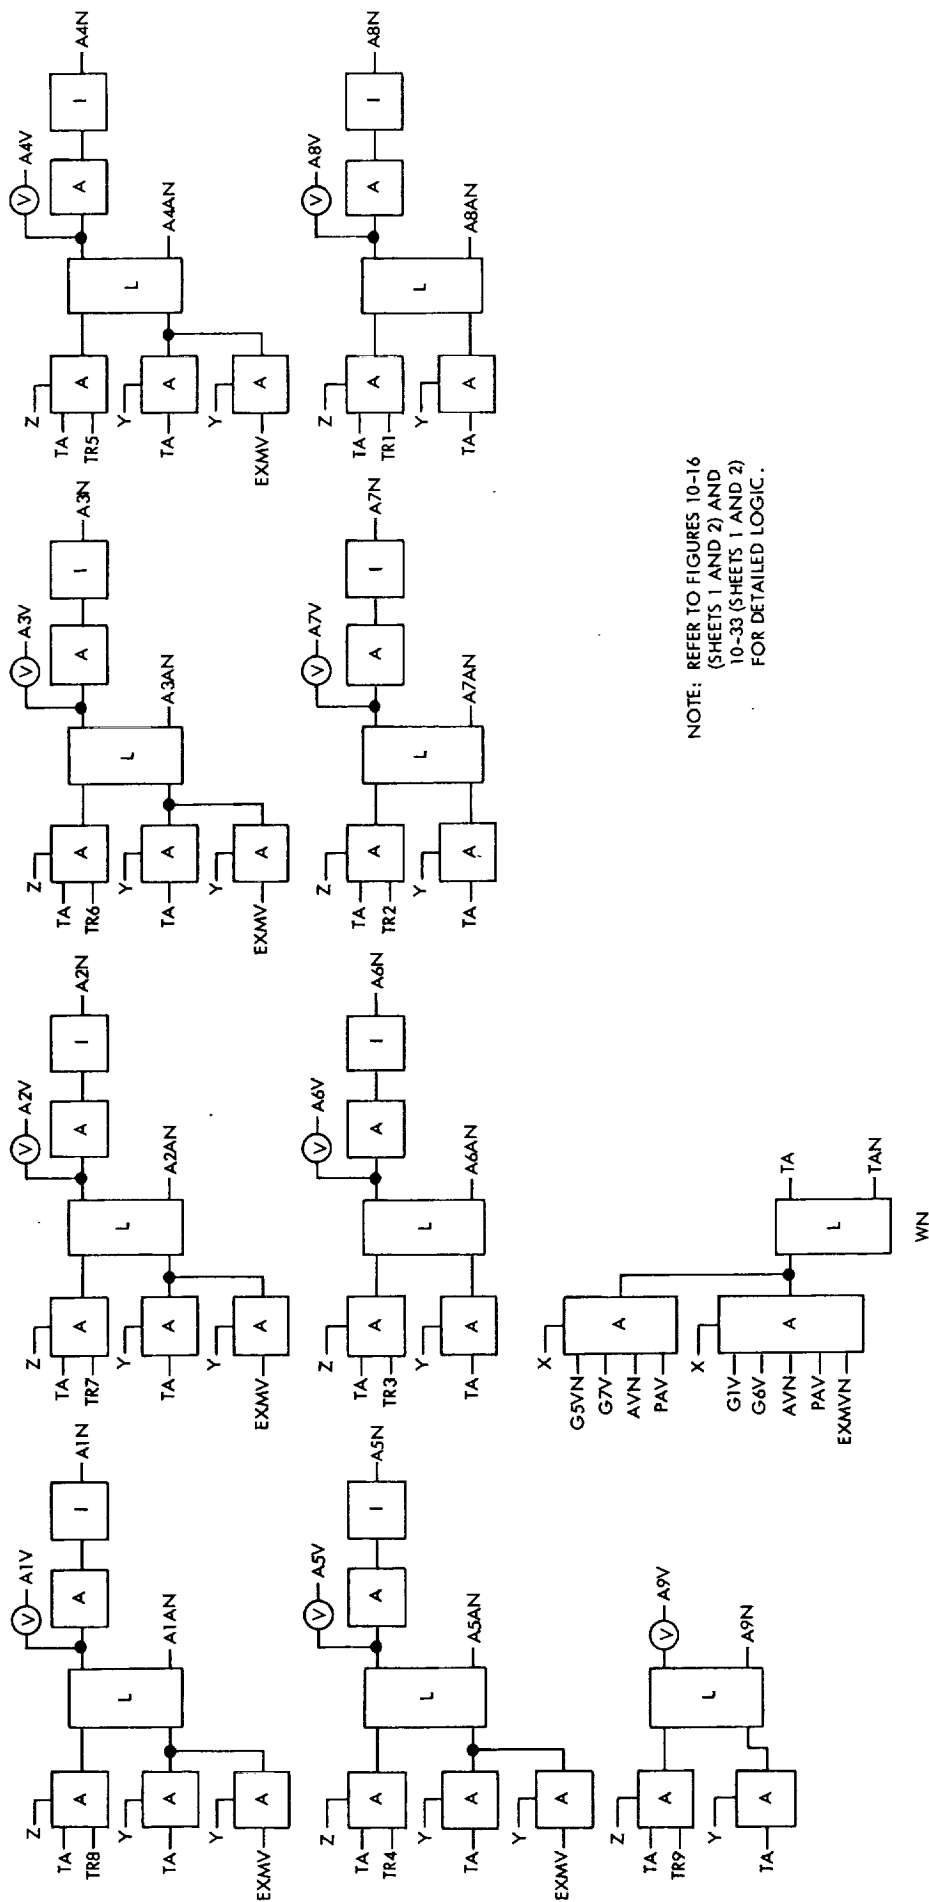 Z
TA
TR8
A
Y
TA
A
Y
EXMV
A
L
V
A1V
A
I
A1N
A1AN
Z
TA
TR7
A
Y
TA
A
Y
EXMV
A
L
V
A2V
A
I
A2N
A2AN
Z
TA
TR6
A
Y
TA
A
Y
EXMV
A
L
V
A3V
A
I
A3N
A3AN
Z
TA
TR5
A
Y
TA
A
Y
EXMV
A
L
V
A4V
A
I
A4N
A4AN
Z
TA
TR4
A
Y
TA
A
Y
EXMV
A
L
V
A5V
A
I
A5N
A5AN
Z
TA
TR3
A
Y
TA
A
L
V
A6V
A
I
A6N
A6AN
Z
TA
TR2
A
Y
TA
A
L
V
A7V
A
I
A7N
A7AN
Z
TA
TR1
A
Y
TA
A
L
V
A8V
A
I
A8N
A8AN
Z
TA
TR9
A
Y
TA
A
L
V
A9V
A9N
X
G5VN
G7V
AVN
PAV
A
X
G1V
G6V
AVN
PAV
EXMVN
A
L
TA
TAN
WN
NOTE: REFER TO FIGURES 10-16
(SHEETS 1 AND 2) AND
10-33 (SHEETS 1 AND 2)
FOR DETAILED LOGIC.